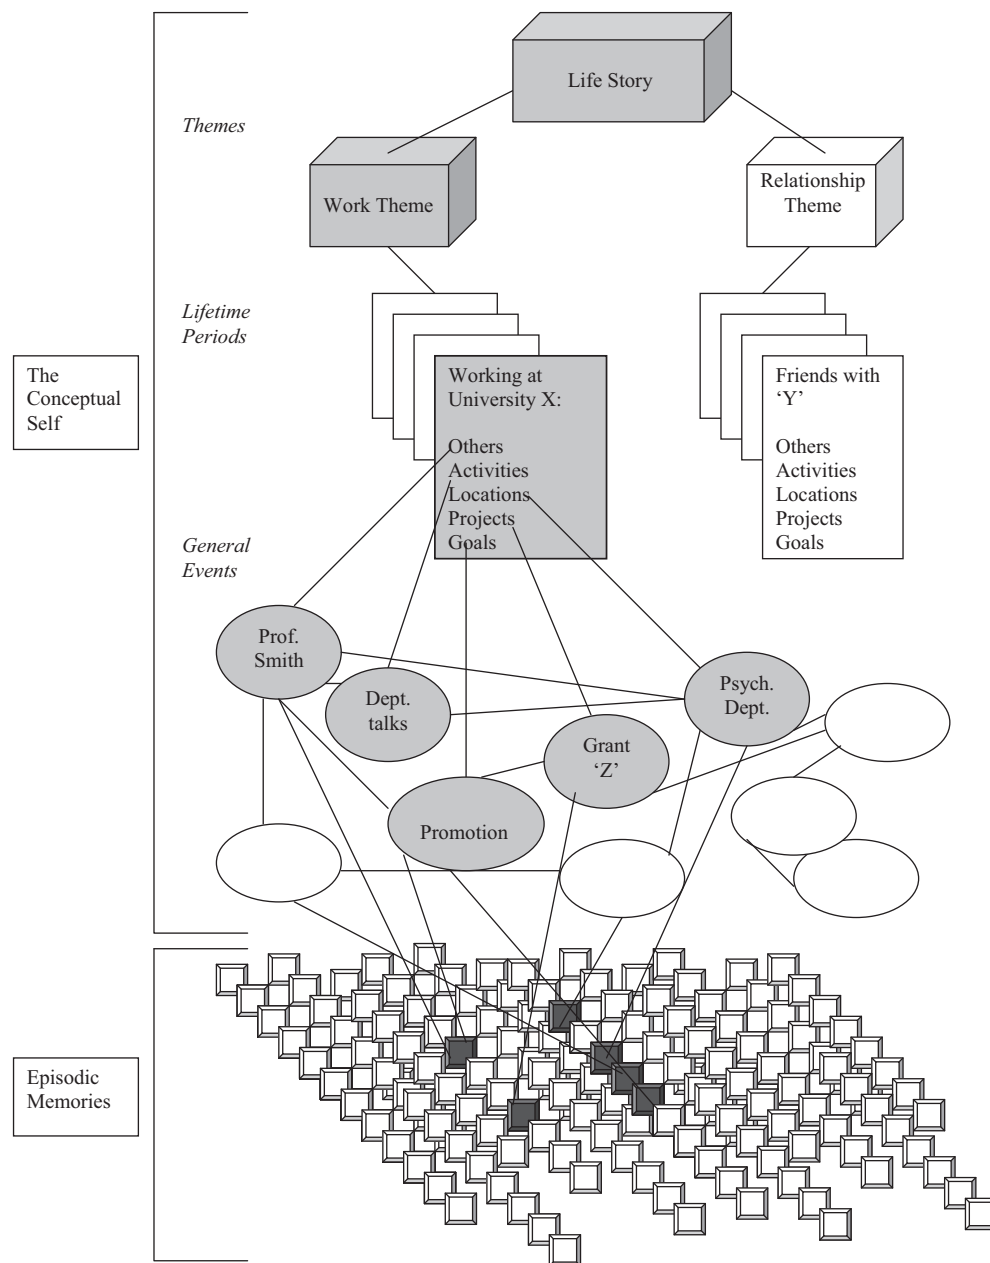 Life Story
Themes
Work Theme
Relationship
Theme
Lifetime
Periods
The
Conceptual
Self
Working at
University X:
Others
Activities
Locations
Projects
Goals
Friends with
‘Y’
Others
Activities
Locations
Projects
Goals
General
Events
Prof.
Smith
Dept.
talks
Psych.
Dept.
Grant
‘Z’
Promotion
Episodic
Memories